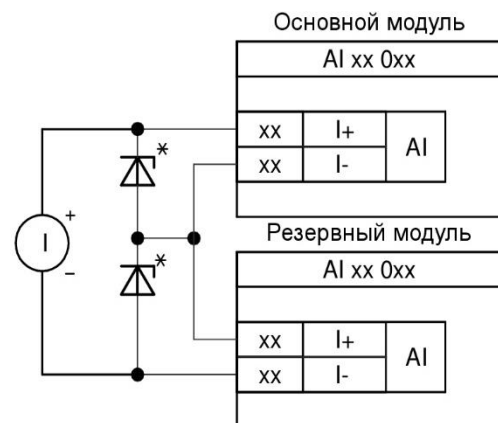 Основной модуль
AI xx 0xx
xx I+ AI
xx I-
*
+
I
−
*
Резервный модуль
AI xx 0xx
xx I+ AI
xx I-